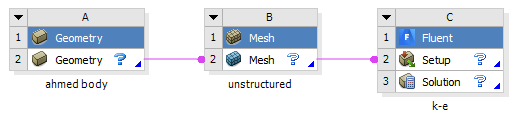 A
1 Geometry
2 Geometry ?
ahmed body
B
1 Mesh
2 Mesh ?
unstructured
C
1 F Fluent
2 Setup ?
3 Solution ?
k-e